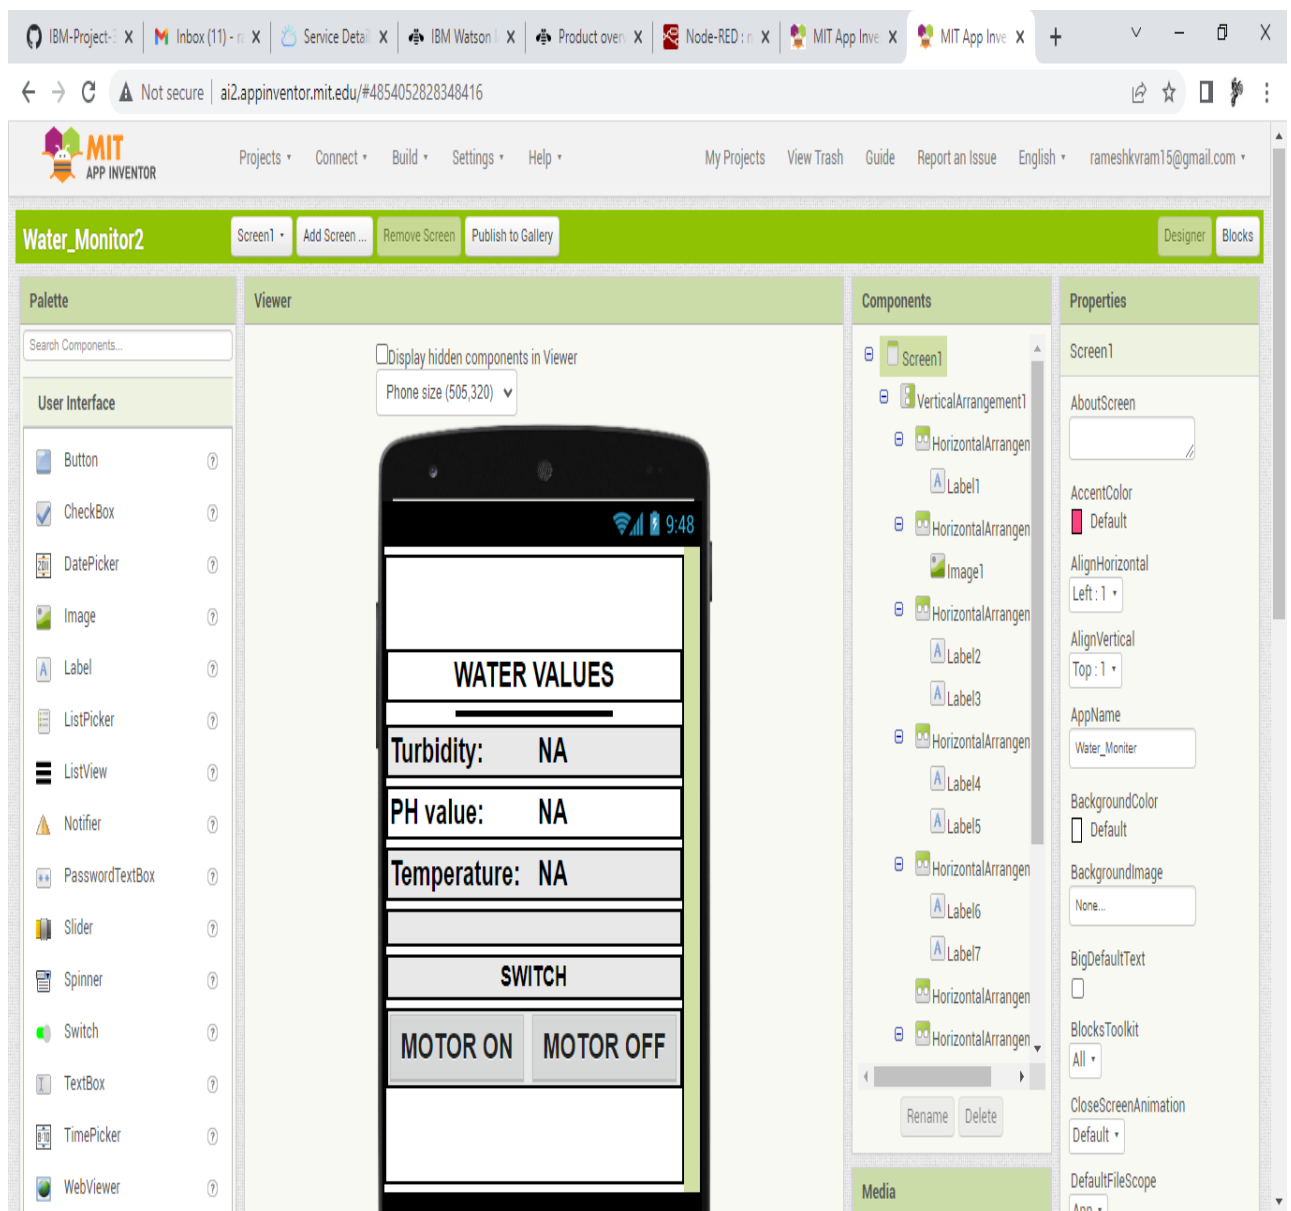 IBM-Project-3
Inbox (11) - ra
Service Detail
IBM Watson I
Product overv
Node-RED : n
MIT App Inve
MIT App Inve
Not secure | ai2.appinventor.mit.edu/#4854052828348416
MIT
APP INVENTOR
Projects Connect Build Settings Help My Projects View Trash Guide Report an Issue English rameshkvram15@gmail.com
Water_Monitor2 Screen1 Add Screen ... Remove Screen Publish to Gallery Designer Blocks
Palette
Search Components...
User Interface
Button
CheckBox
DatePicker
Image
Label
ListPicker
ListView
Notifier
PasswordTextBox
Slider
Spinner
Switch
TextBox
TimePicker
WebViewer
Viewer
Display hidden components in Viewer
Phone size (505,320)
9:48
WATER VALUES
Turbidity: NA
PH value: NA
Temperature: NA
SWITCH
MOTOR ON MOTOR OFF
Components
Screen1
VerticalArrangement1
HorizontalArrangen
Label1
HorizontalArrangen
Image1
HorizontalArrangen
Label2
Label3
HorizontalArrangen
Label4
Label5
HorizontalArrangen
Label6
Label7
HorizontalArrangen
HorizontalArrangen
Rename Delete
Media
Properties
Screen1
AboutScreen
AccentColor
Default
AlignHorizontal
Left : 1
AlignVertical
Top : 1
AppName
Water_Moniter
BackgroundColor
Default
BackgroundImage
None...
BigDefaultText
BlocksToolkit
All
CloseScreenAnimation
Default
DefaultFileScope
App